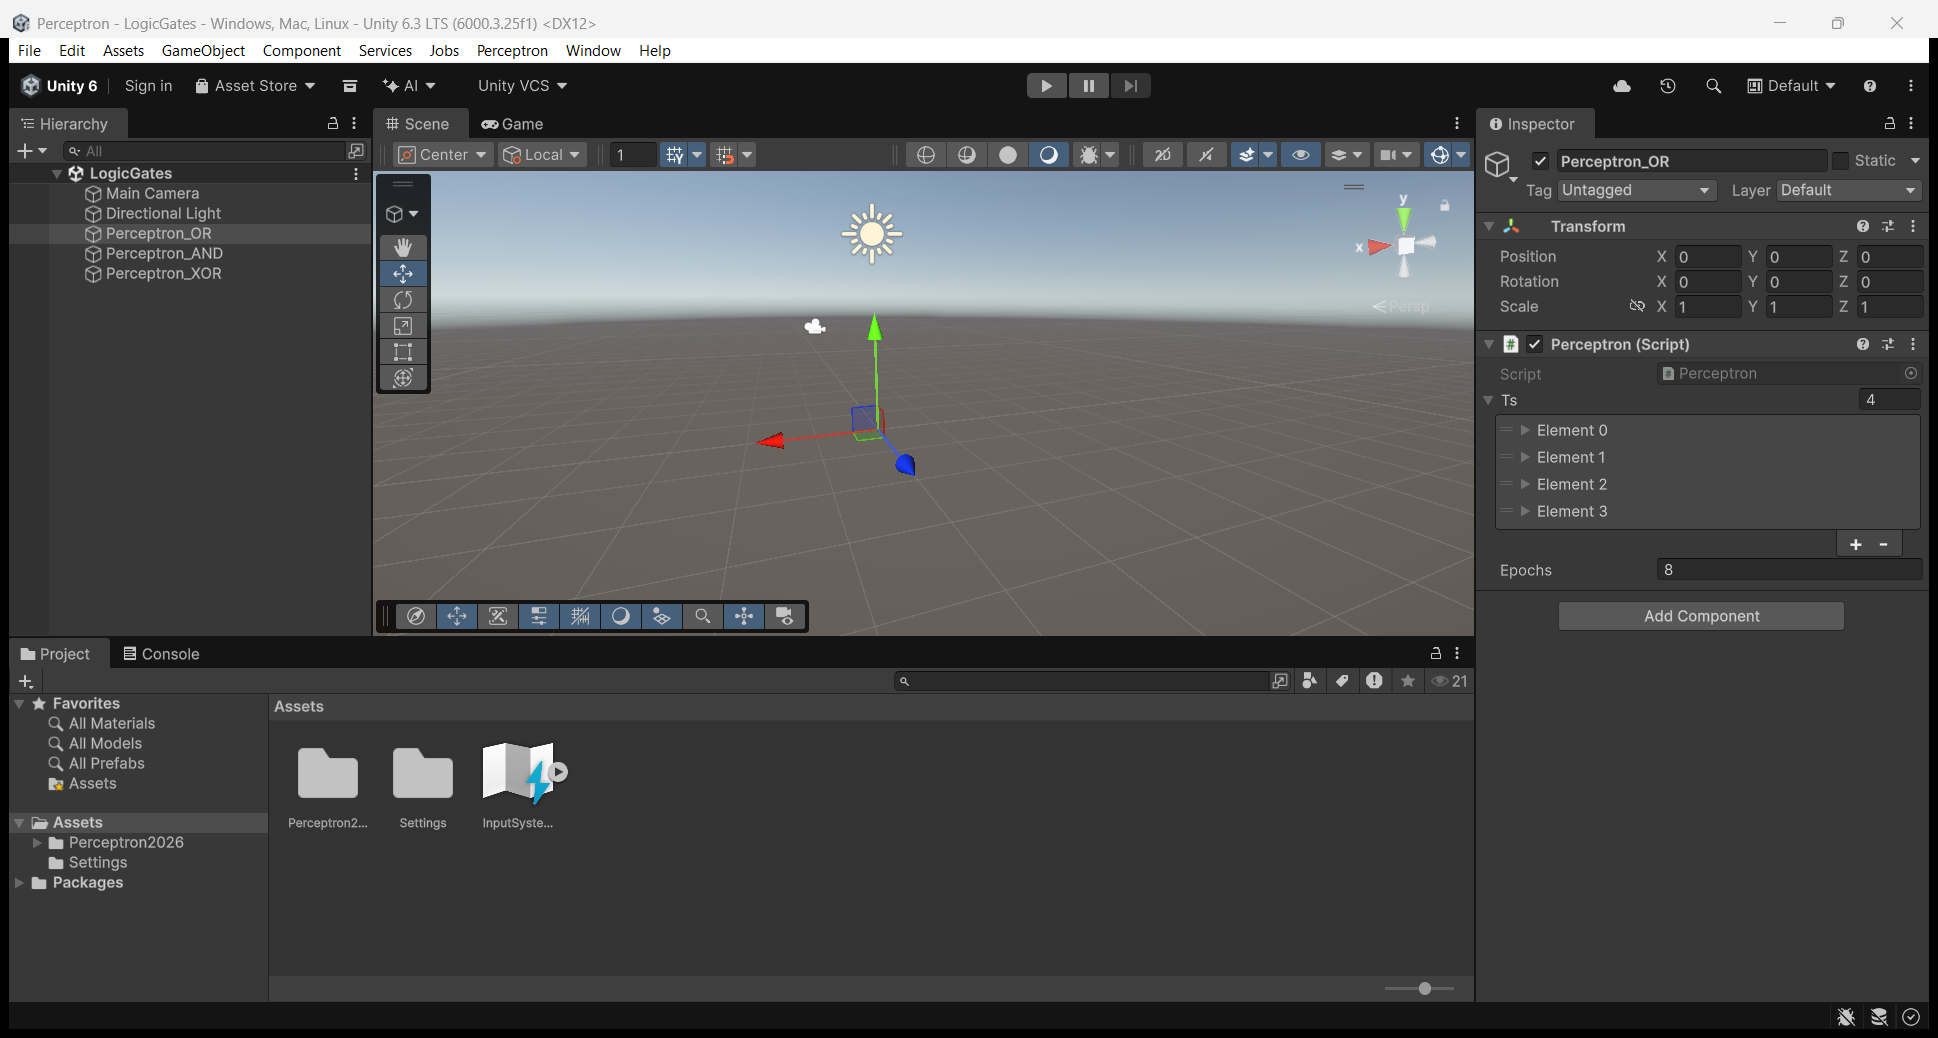 Perceptron - LogicGates - Windows, Mac, Linux - Unity 6.3 LTS (6000.3.25f1) <DX12>
File Edit Assets GameObject Component Services Jobs Perceptron Window Help
Unity 6 Sign in Asset Store AI Unity VCS Default
Hierarchy
All
LogicGates
Main Camera
Directional Light
Perceptron_OR
Perceptron_AND
Perceptron_XOR
Scene Game
Center Local 1 2D
y
x
Persp
Inspector
Perceptron_OR Static
Tag Untagged Layer Default
Transform
Position X 0 Y 0 Z 0
Rotation X 0 Y 0 Z 0
Scale X 1 Y 1 Z 1
Perceptron (Script)
Script Perceptron
Ts 4
Element 0
Element 1
Element 2
Element 3
+ -
Epochs 8
Add Component
Project Console
21
Favorites
All Materials
All Models
All Prefabs
Assets
Assets
Perceptron2026
Settings
Packages
Assets
Perceptron2... Settings InputSyste...